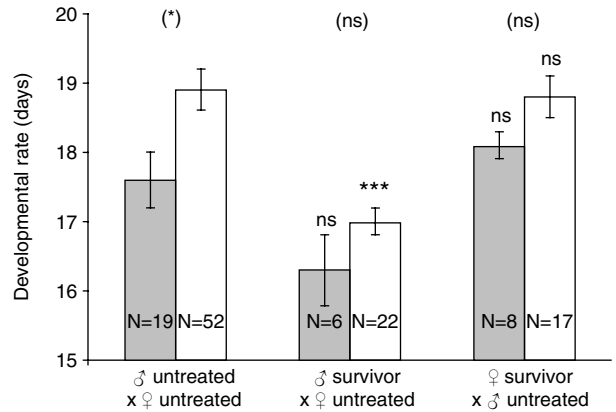 20
(*)
(ns)
(ns)
19
ns
ns
18
***
ns
17
16
N=19
N=52
N=6
N=22
N=8
N=17
15
Developmental rate (days)
♂ untreated
x ♀ untreated
♂ survivor
x ♀ untreated
♀ survivor
x ♂ untreated